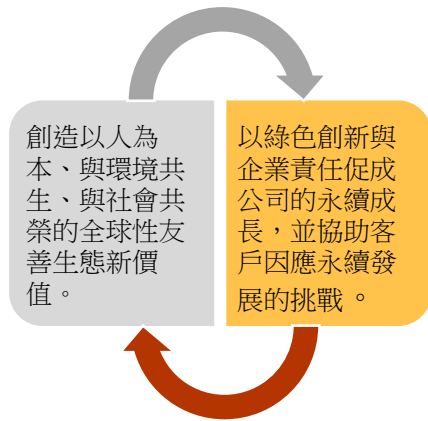 創造以人為
本、與環境共
生、與社會共
榮的全球性友
善生態新價
值。
以綠色創新與
企業責任促成
公司的永續成
長，並協助客
戶因應永續發
展的挑戰。